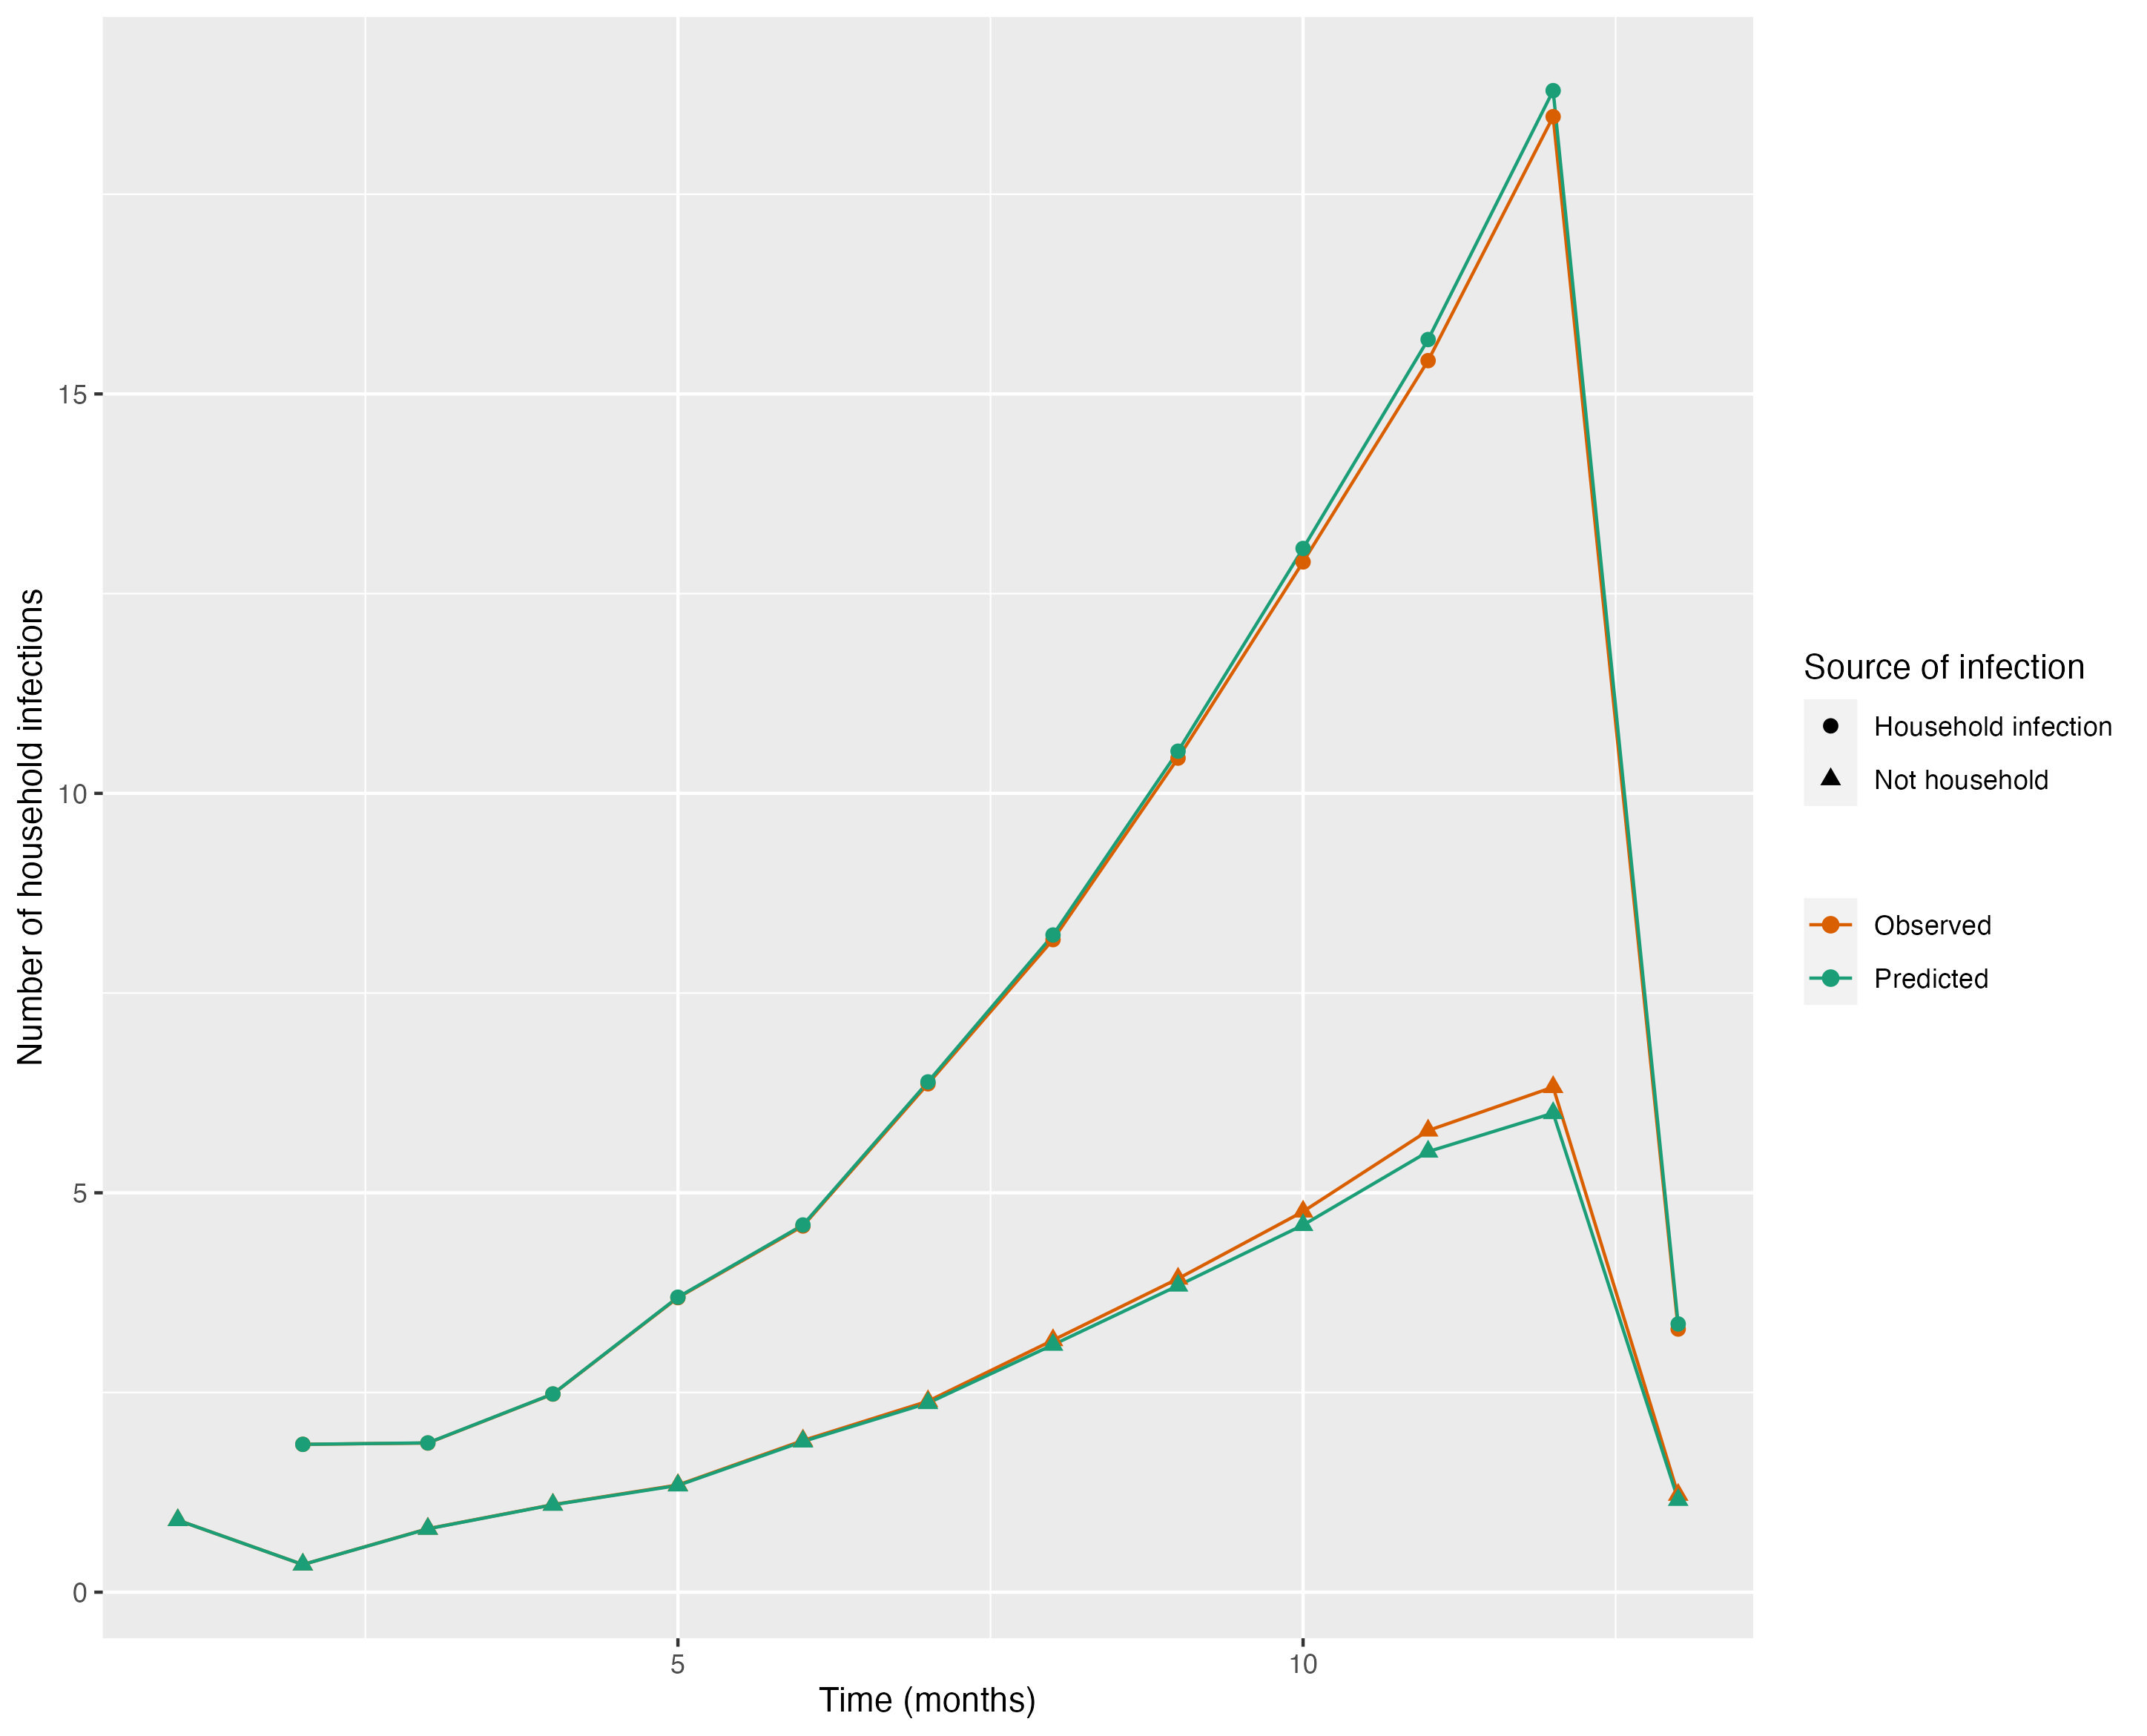 Number of household infections
15
10
5
0
5
10
Time (months)
Source of infection
Household infection
Not household
Observed
Predicted